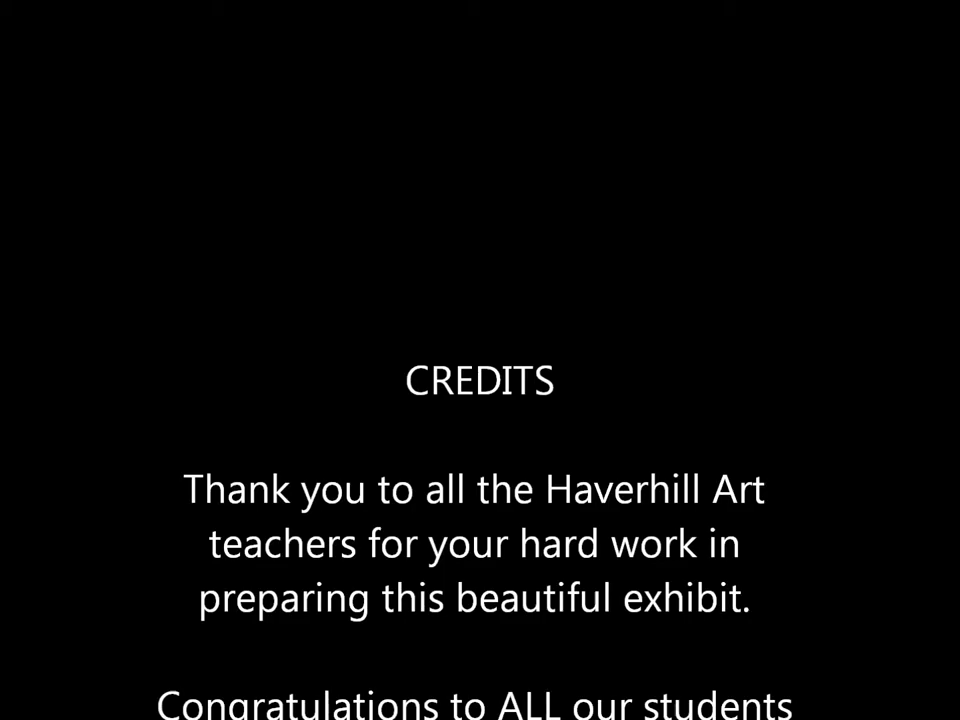 CREDITS
Thank you to all the Haverhill Art
teachers for your hard work in
preparing this beautiful exhibit.
Congratulations to ALL our students